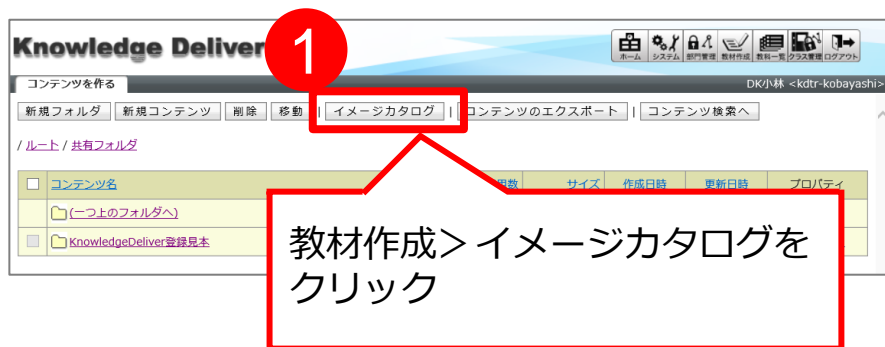 Knowledge Deliver
1
ホーム システム 部門管理 教材作成 教科一覧 クラス管理 ログアウト
コンテンツを作る
DK小林 <kdtr-kobayashi>
新規フォルダ 新規コンテンツ 削除 移動 | イメージカタログ | コンテンツのエクスポート | コンテンツ検索へ
/ ルート / 共有フォルダ
コンテンツ名 用数 サイズ 作成日時 更新日時 プロパティ
(一つ上のフォルダへ)
KnowledgeDeliver登録見本
教材作成＞イメージカタログを
クリック